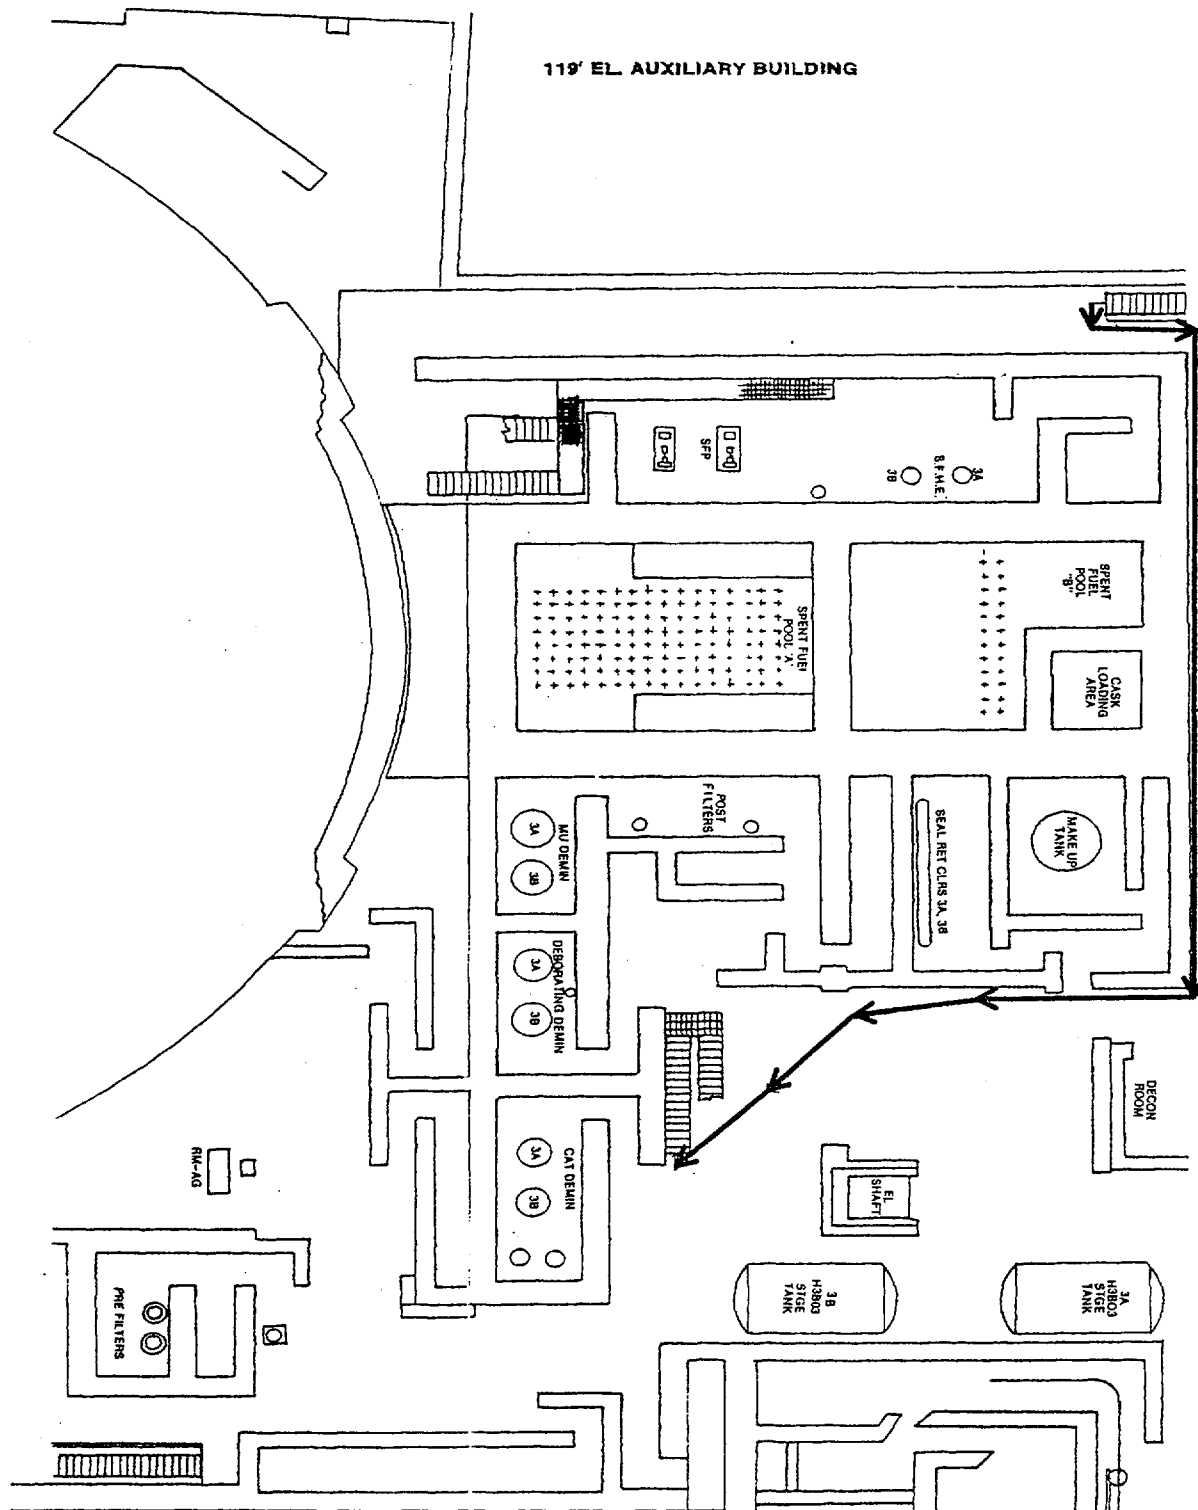 119' EL. AUXILIARY BUILDING
SFP
3A
S.F.H.E.
3B
SPENT
FUEL
POOL
"B"
SPENT FUEL
POOL 'A'
CASK
LOADING
AREA
POST
FILTERS
MAKE UP
TANK
SEAL RET CLRS 3A, 3B
3A
3B
MU DEMIN
3A
3B
DEBORATING DEMIN
DECON
ROOM
3A
3B
CAT DEMIN
EL
SHAFT
RM-AG
3B
H3BO3
STGE
TANK
3A
H3BO3
STGE
TANK
PRE FILTERS